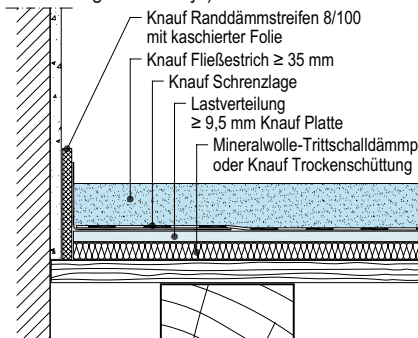 Knauf Randdämmstreifen 8/100
mit kaschierter Folie
Knauf Fließestrich ≥ 35 mm
Knauf Schrenzlage
Lastverteilung
≥ 9,5 mm Knauf Platte
Mineralwolle-Trittschalldämmp
oder Knauf Trockenschüttung